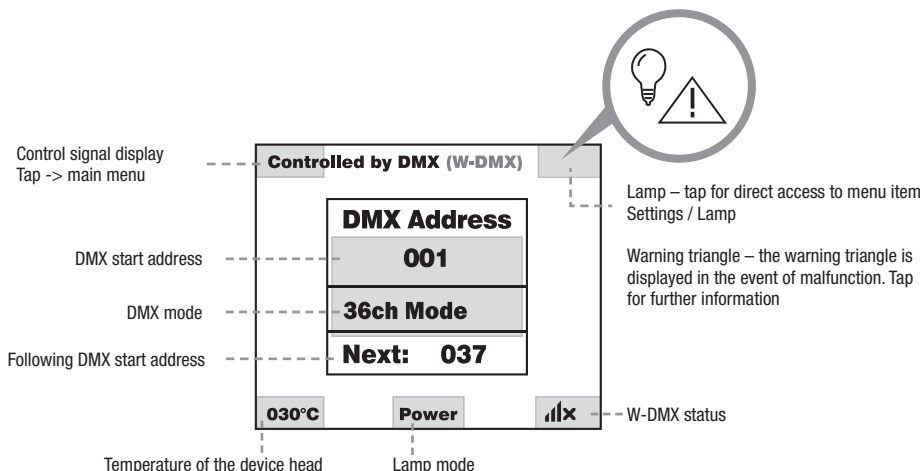 Control signal display
Tap -> main menu
Controlled by DMX (W-DMX)
Lamp – tap for direct access to menu item
Settings / Lamp
Warning triangle – the warning triangle is
displayed in the event of malfunction. Tap
for further information
DMX Address
DMX start address
001
DMX mode
36ch Mode
Following DMX start address
Next: 037
030°C
Power
W-DMX status
Temperature of the device head
Lamp mode